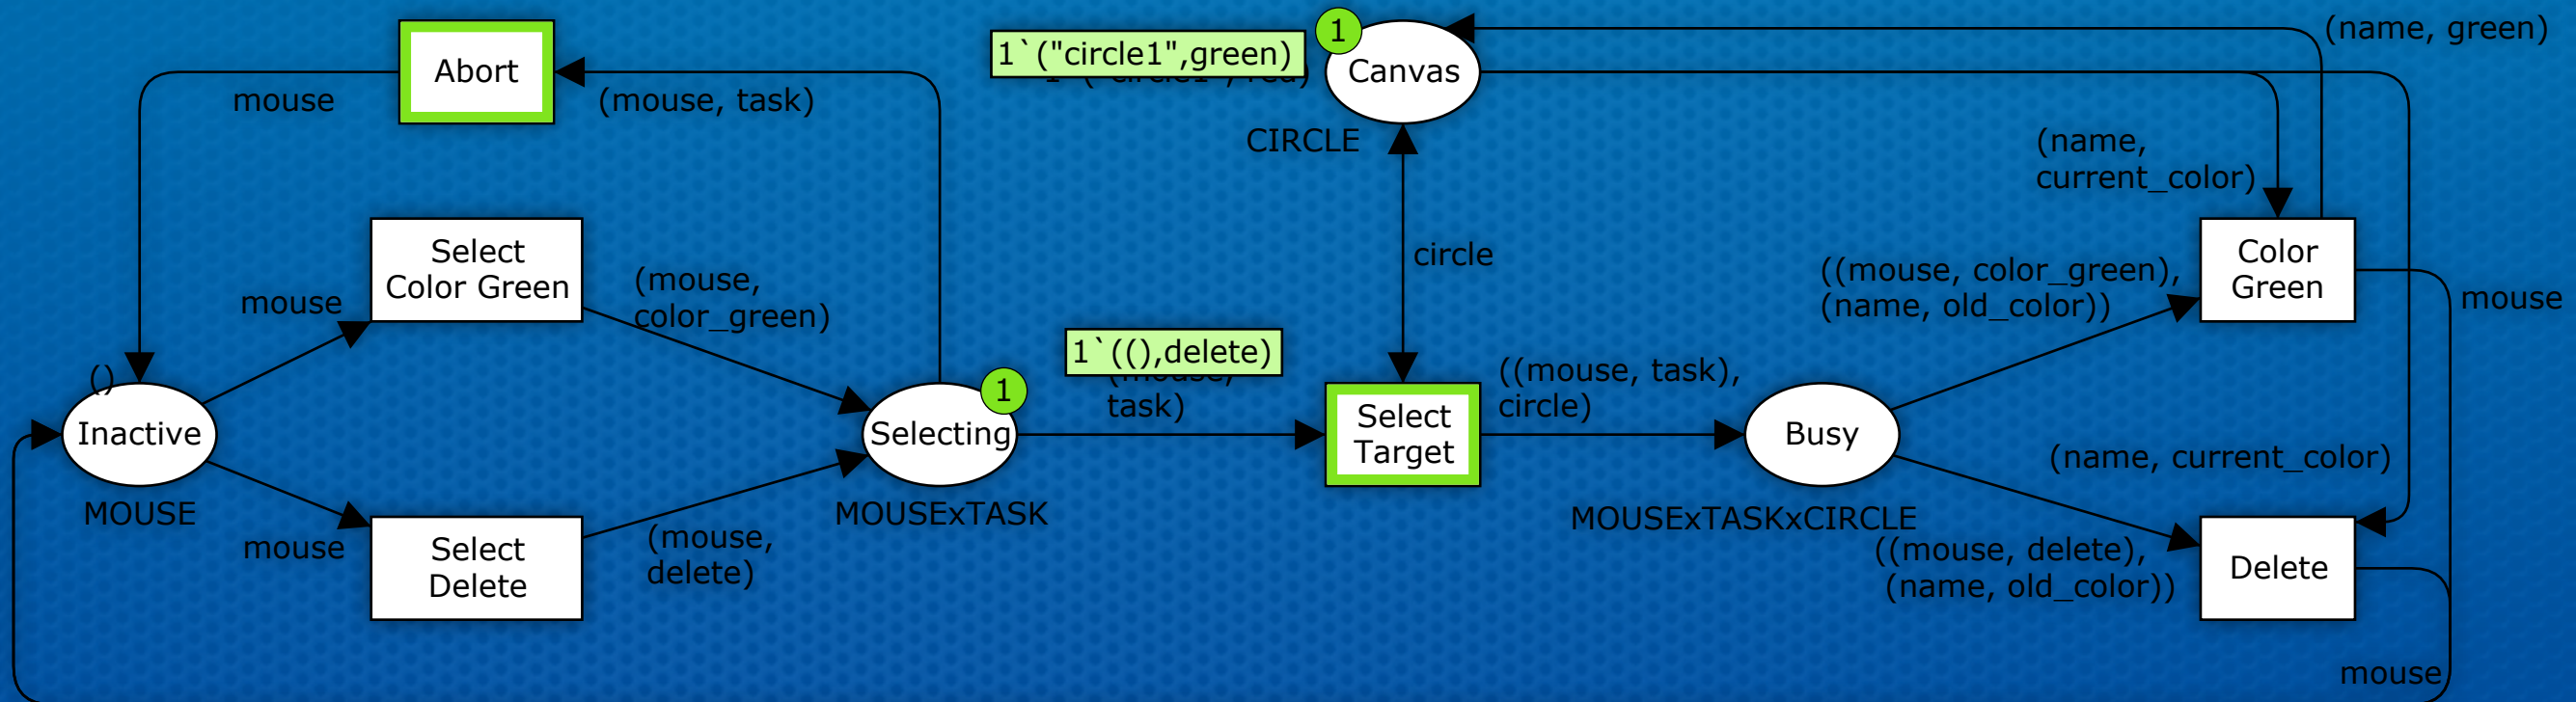 1
(name, green)
1`("circle1",green)
Abort
Canvas
mouse
(mouse, task)
CIRCLE
(name,
current_color)
Select
Color Green
mouse
(mouse,
color_green)
circle
((mouse, color_green),
(name, old_color))
Color
Green
mouse
1`((),delete)
()
1
task)
((mouse, task),
circle)
Inactive
Selecting
Select
Target
Busy
(name, current_color)
MOUSE
MOUSExTASK
MOUSExTASKxCIRCLE
mouse
Select
Delete
(mouse,
delete)
((mouse, delete),
(name, old_color))
Delete
mouse